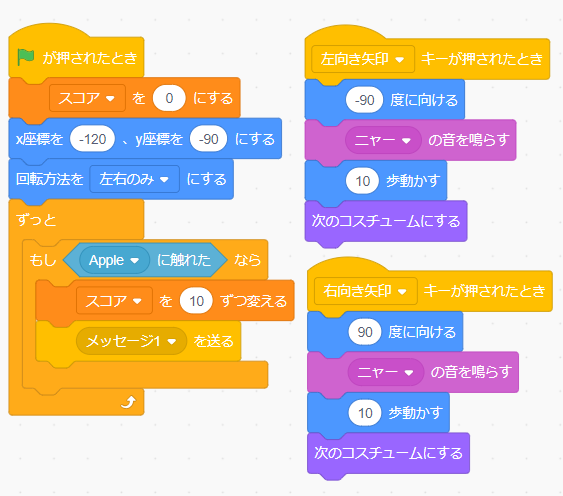 が押されたとき
スコア を 0 にする
x座標を -120 、y座標を -90 にする
回転方法を 左右のみ にする
ずっと
もし Apple に触れた なら
スコア を 10 ずつ変える
メッセージ1 を送る
左向き矢印 キーが押されたとき
-90 度に向ける
ニャー の音を鳴らす
10 歩動かす
次のコスチュームにする
右向き矢印 キーが押されたとき
90 度に向ける
ニャー の音を鳴らす
10 歩動かす
次のコスチュームにする